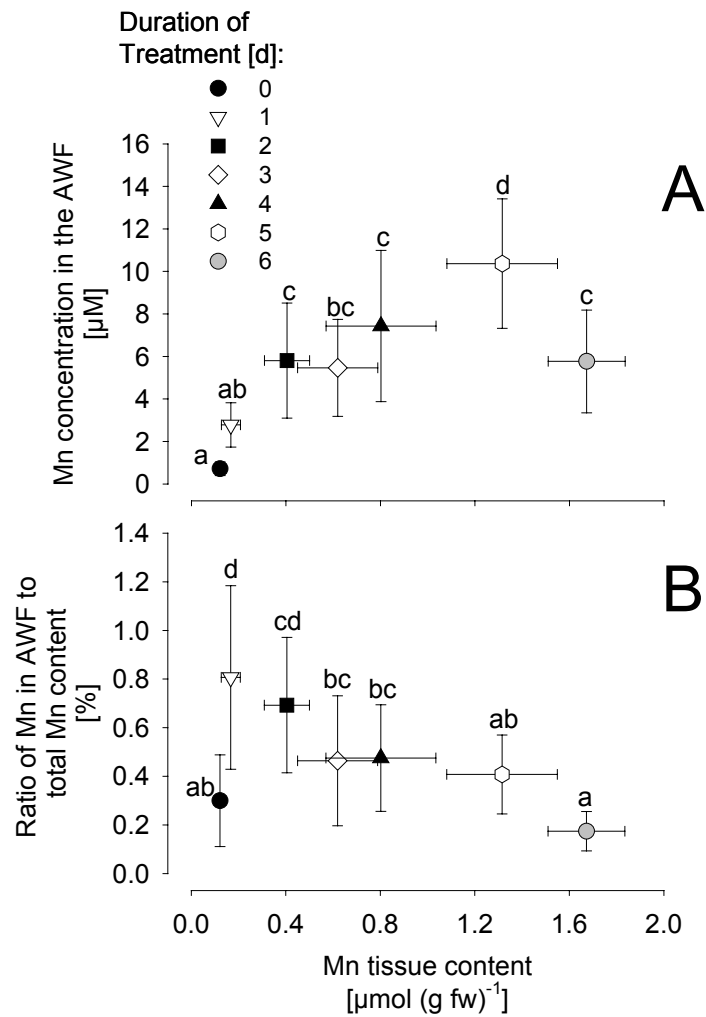 Duration of
Treatment [d]:
0
1
2
3
4
5
6
A
Mn concentration in the AWF
[µM]
16
14
12
10
8
6
4
2
0
a
ab
c
bc
c
d
c
B
Ratio of Mn in AWF to
total Mn content
[%]
1.4
1.2
1.0
0.8
0.6
0.4
0.2
0.0
ab
d
cd
bc
bc
ab
a
0.0 0.4 0.8 1.2 1.6 2.0
Mn tissue content
[µmol (g fw)⁻¹]